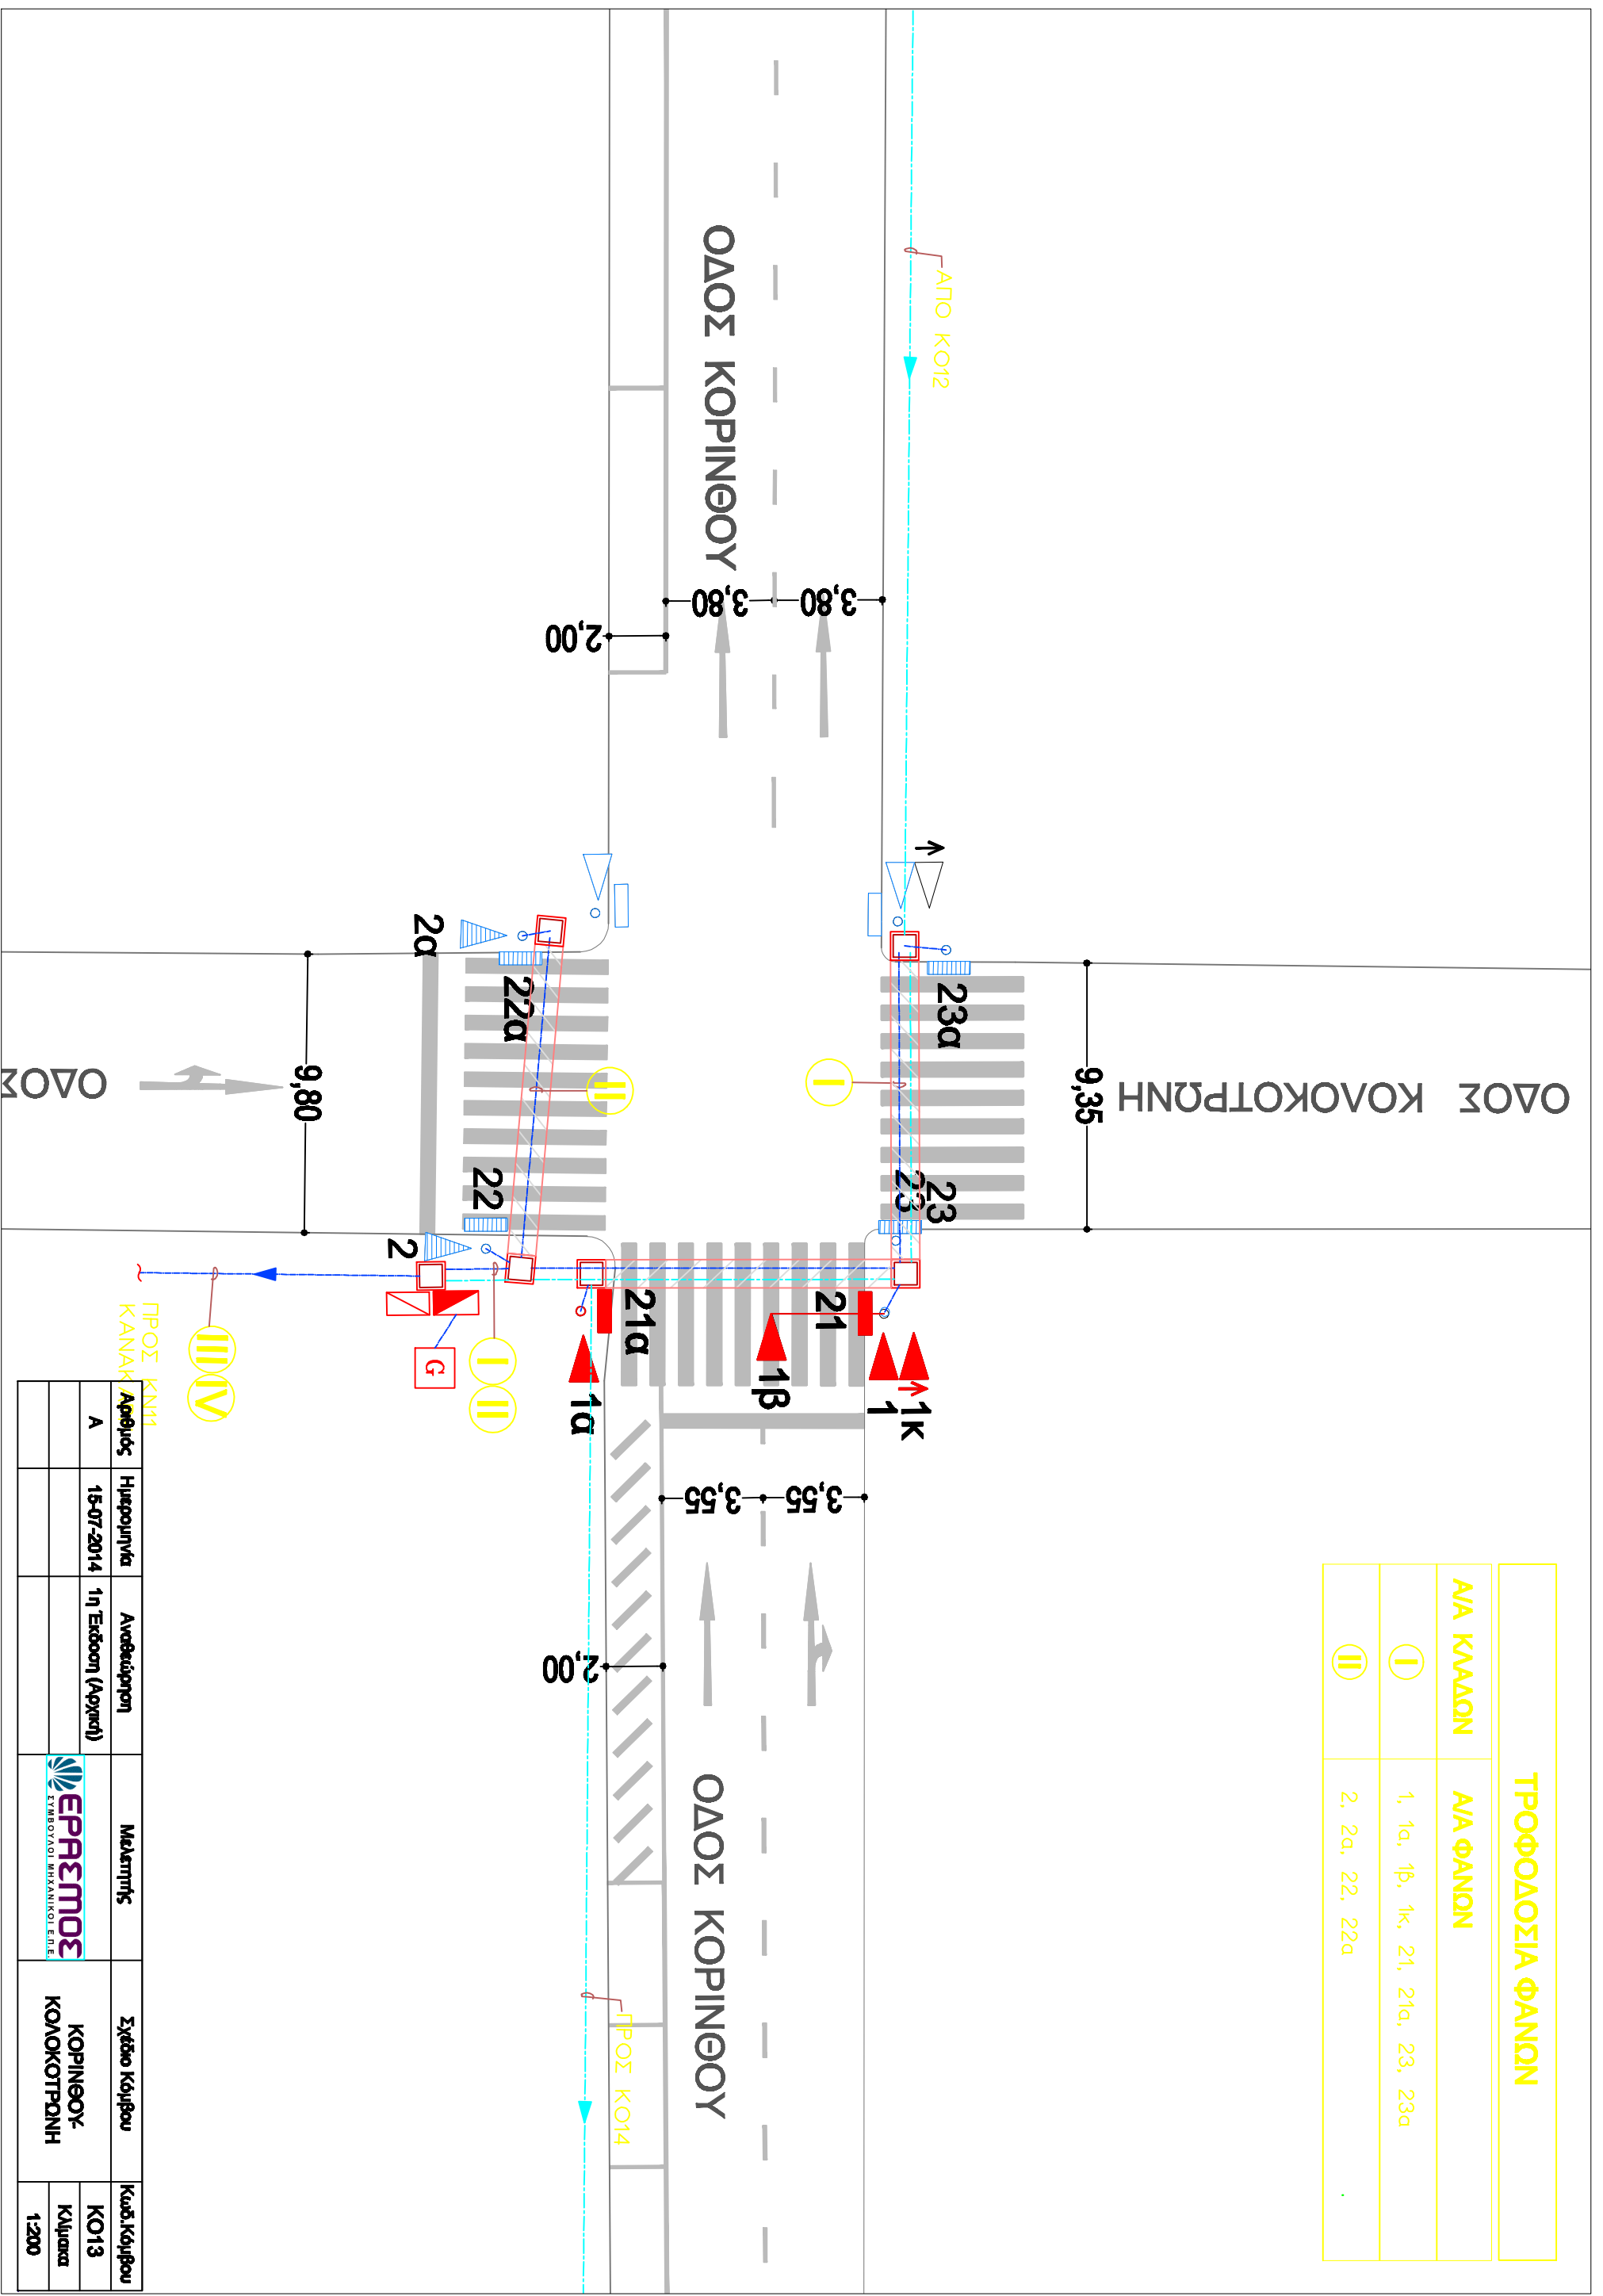 ΤΡΟΦΟΔΟΣΙΑ ΦΑΝΩΝ
Α/Α ΚΛΑΔΩΝ
Α/Α ΦΑΝΩΝ
I
1, 1α, 1β, 1κ, 21, 21α, 23, 23α
II
2, 2α, 22, 22α
ΑΠΟ ΚΟ12
ΟΔΟΣ ΚΟΡΙΝΘΟΥ
3,80
3,80
2,00
ΟΔΟΣ ΚΟΛΟΚΟΤΡΩΝΗ
9,35
23α
23
23
I
II
22α
22
2α
2
9,80
ΟΔΟΣ
21α
21
1α
1β
1
1κ
G
I
II
III
IV
ΠΡΟΣ ΚΝ11
3,55
3,55
2,00
ΟΔΟΣ ΚΟΡΙΝΘΟΥ
ΠΡΟΣ ΚΟ14
Αριθμός
Ημερομηνία
Αναθεώρηση
Μελετητής
Σχέδιο Κόμβου
Κωδ.Κόμβου
Α
15-07-2014
1η Έκδοση (Αρχική)
ΕΡΑΣΜΟΣ
ΣΥΜΒΟΥΛΟΙ ΜΗΧΑΝΙΚΟΙ Ε.Π.Ε.
ΚΟΡΙΝΘΟΥ-
ΚΟΛΟΚΟΤΡΩΝΗ
ΚΟ13
Κλίμακα
1:200